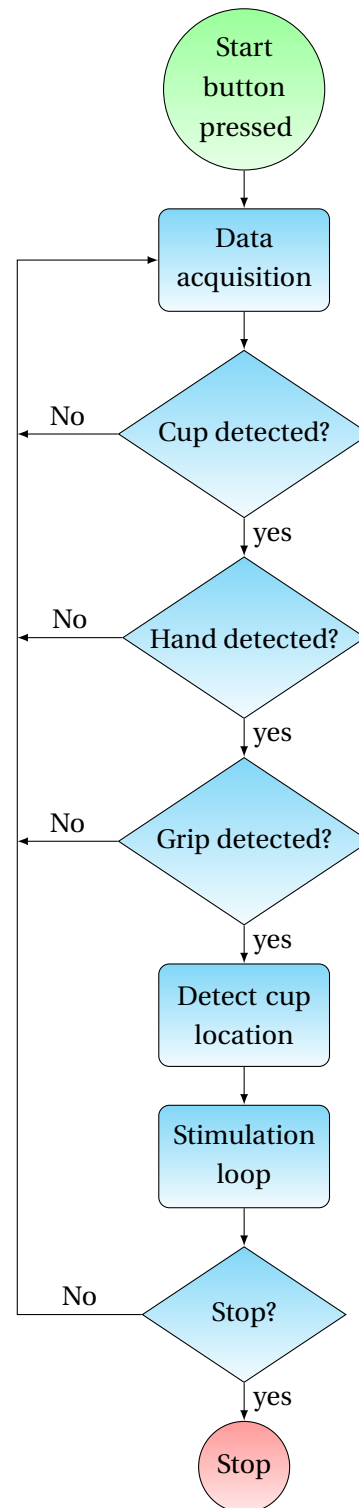 Start
button
pressed
Data
acquisition
No
Cup detected?
yes
No
Hand detected?
yes
No
Grip detected?
yes
Detect cup
location
Stimulation
loop
No
Stop?
yes
Stop